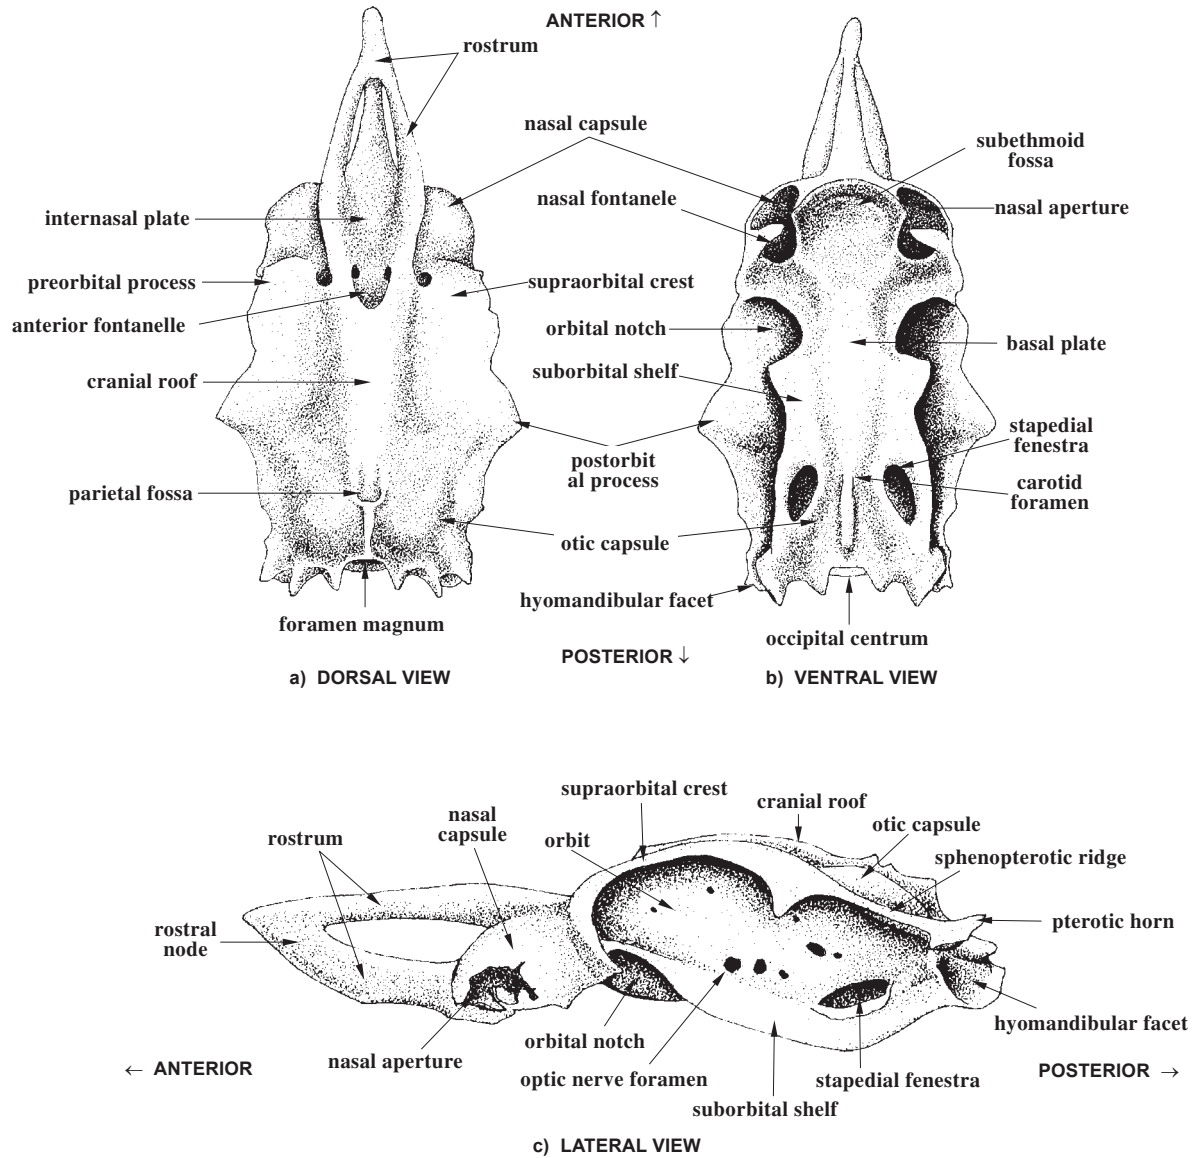 ANTERIOR ↑
rostrum
nasal capsule
subethmoid
fossa
nasal fontanele
nasal aperture
internasal plate
preorbital process
supraorbital crest
anterior fontanelle
orbital notch
basal plate
suborbital shelf
cranial roof
stapedial
fenestra
postorbit
al process
parietal fossa
carotid
foramen
otic capsule
hyomandibular facet
foramen magnum
occipital centrum
POSTERIOR ↓
a) DORSAL VIEW
b) VENTRAL VIEW
supraorbital crest
cranial roof
nasal
capsule
otic capsule
rostrum
orbit
sphenopterotic ridge
rostral
node
pterotic horn
hyomandibular facet
orbital notch
nasal aperture
← ANTERIOR
POSTERIOR →
optic nerve foramen
stapedial fenestra
suborbital shelf
c) LATERAL VIEW